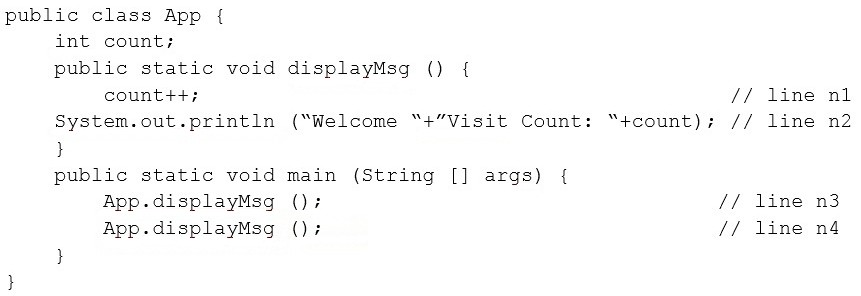 public class App {
    int count;
    public static void displayMsg () {
        count++;                                           // line n1
    System.out.println (“Welcome “+”Visit Count: “+count); // line n2
    }
    public static void main (String [] args) {
        App.displayMsg ();                                // line n3
        App.displayMsg ();                                // line n4
    }
}